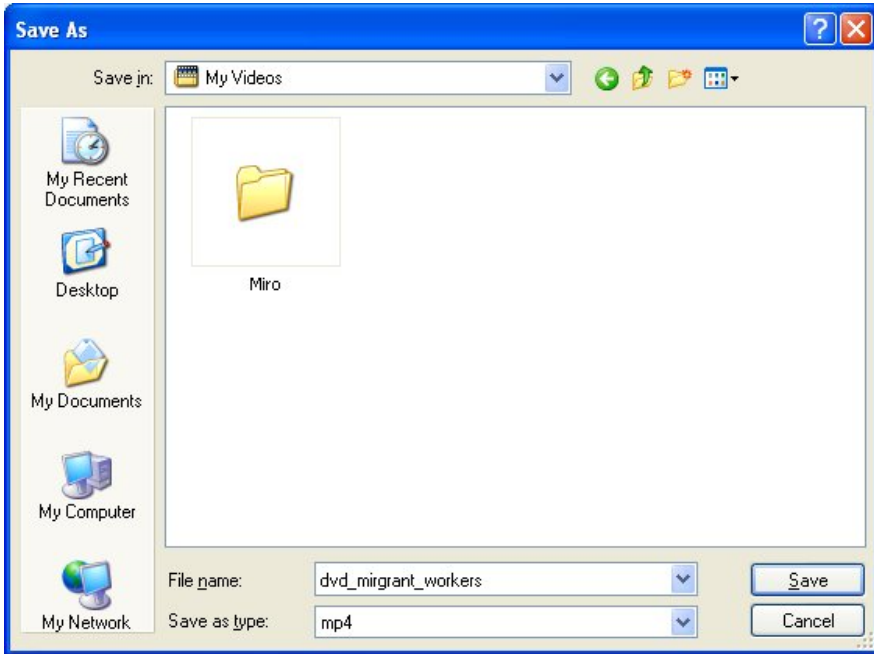 Save As
Save in: My Videos
My Recent
Documents
Desktop
My Documents
My Computer
My Network
Miro
File name: dvd_mirgrant_workers
Save
Save as type: mp4
Cancel